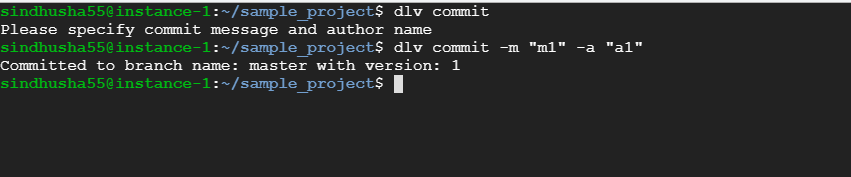 sindhusha55@instance-1:~/sample_project$ dlv commit
Please specify commit message and author name
sindhusha55@instance-1:~/sample_project$ dlv commit -m "m1" -a "a1"
Committed to branch name: master with version: 1
sindhusha55@instance-1:~/sample_project$